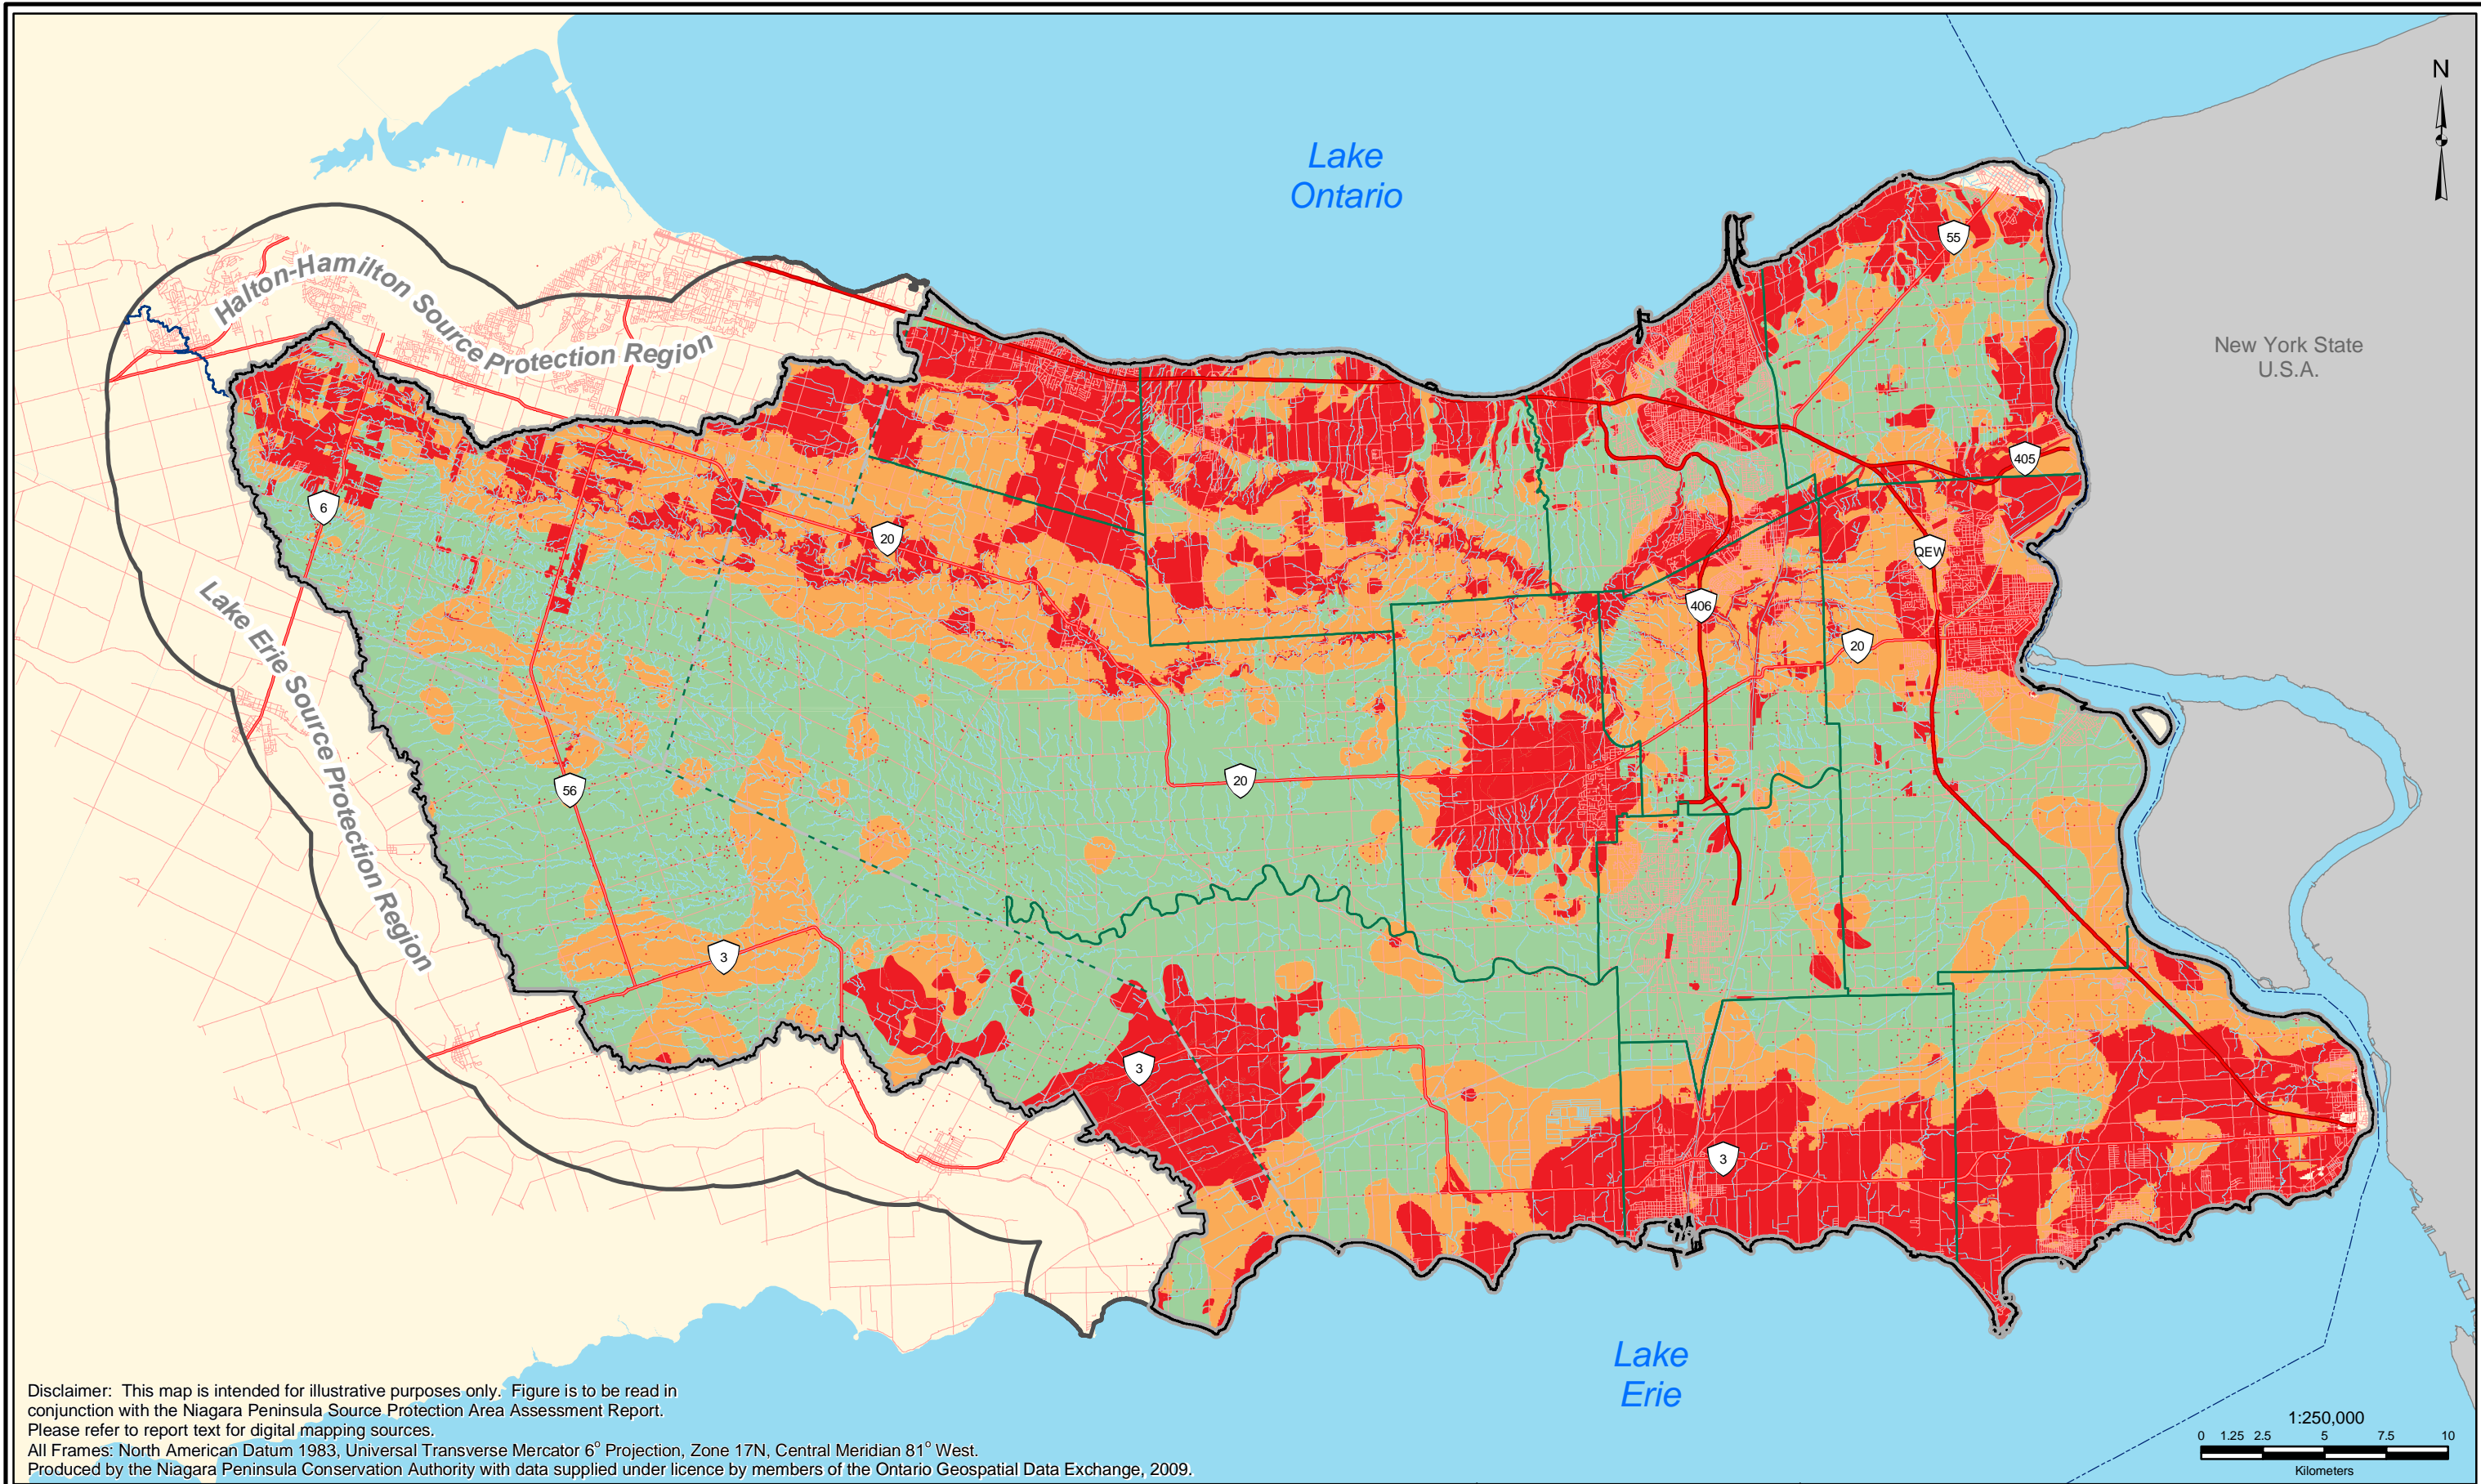 N
Lake
Ontario
55
New York State
U.S.A.
Halton-Hamilton Source Protection Region
405
6
20
QEW
406
20
Lake Erie Source Protection Region
20
56
3
3
3
Lake
Erie
Disclaimer: This map is intended for illustrative purposes only. Figure is to be read in
conjunction with the Niagara Peninsula Source Protection Area Assessment Report.
Please refer to report text for digital mapping sources.
All Frames: North American Datum 1983, Universal Transverse Mercator 6° Projection, Zone 17N, Central Meridian 81° West.
Produced by the Niagara Peninsula Conservation Authority with data supplied under licence by members of the Ontario Geospatial Data Exchange, 2009.
1:250,000
0 1.25 2.5 5 7.5 10
Kilometers